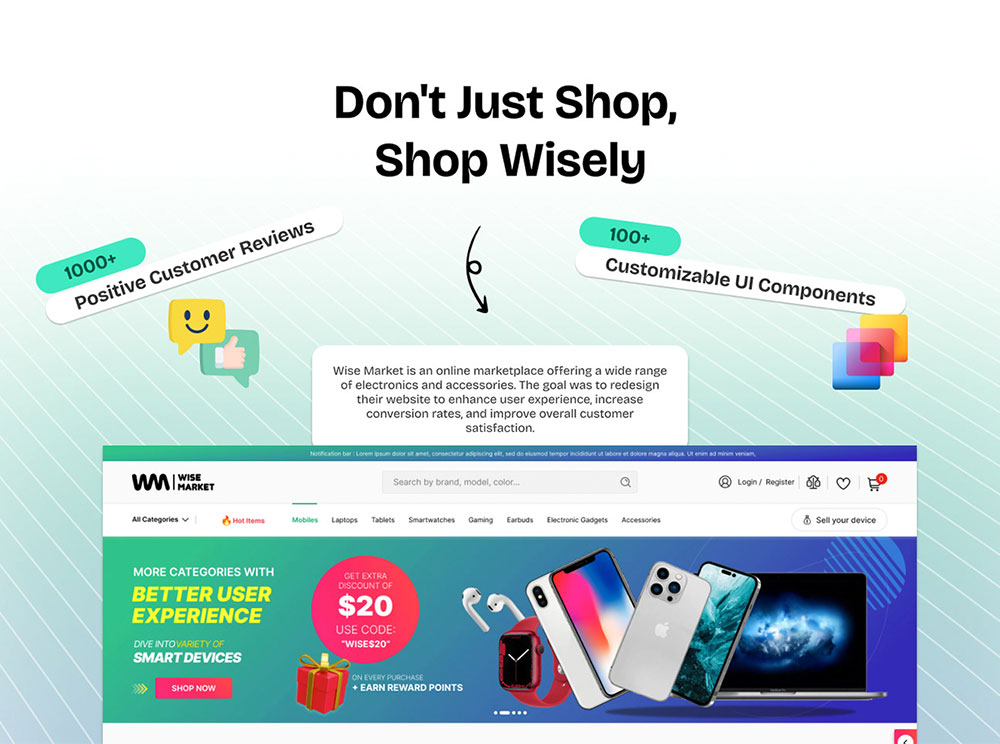 Don't Just Shop,
Shop Wisely
1000+
Positive Customer Reviews
100+
Customizable UI Components
Wise Market is an online marketplace offering a wide range
of electronics and accessories. The goal was to redesign
their website to enhance user experience, increase
conversion rates, and improve overall customer
satisfaction.
Notification bar : Lorem ipsum dolor sit amet, consectetur adipiscing elit, sed do eiusmod tempor incididunt ut labore et dolore magna aliqua. Ut enim ad minim veniam,
WM WISE
MARKET
Search by brand, model, color...
Login / Register
0
All Categories
Hot Items
Mobiles
Laptops
Tablets
Smartwatches
Gaming
Earbuds
Electronic Gadgets
Accessories
Sell your device
MORE CATEGORIES WITH
BETTER USER
EXPERIENCE
DIVE INTO VARIETY OF
SMART DEVICES
SHOP NOW
GET EXTRA
DISCOUNT OF
$20
USE CODE:
"WISE$20"
ON EVERY PURCHASE
+ EARN REWARD POINTS